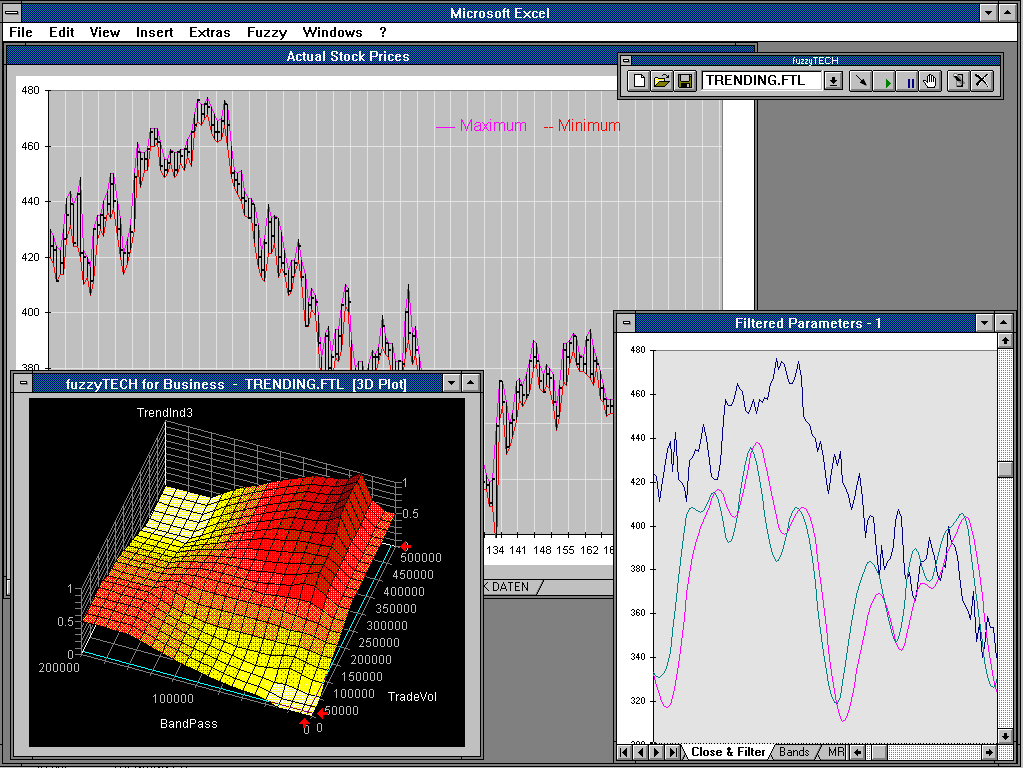 Microsoft Excel
File Edit View Insert Extras Fuzzy Windows ?
Actual Stock Prices
fuzzyTECH
TRENDING.FTL
480
460
440
420
400
380
Maximum
Minimum
134 141 148 155 162
K DATEN
fuzzyTECH for Business - TRENDING.FTL [3D Plot]
TrendInd3
1
0.5
1
0.5
0
200000
100000
0
BandPass
500000
450000
400000
350000
300000
250000
200000
150000
100000
50000
0
TradeVol
Filtered Parameters - 1
480
460
440
420
400
380
360
340
320
Close & Filter Bands MR